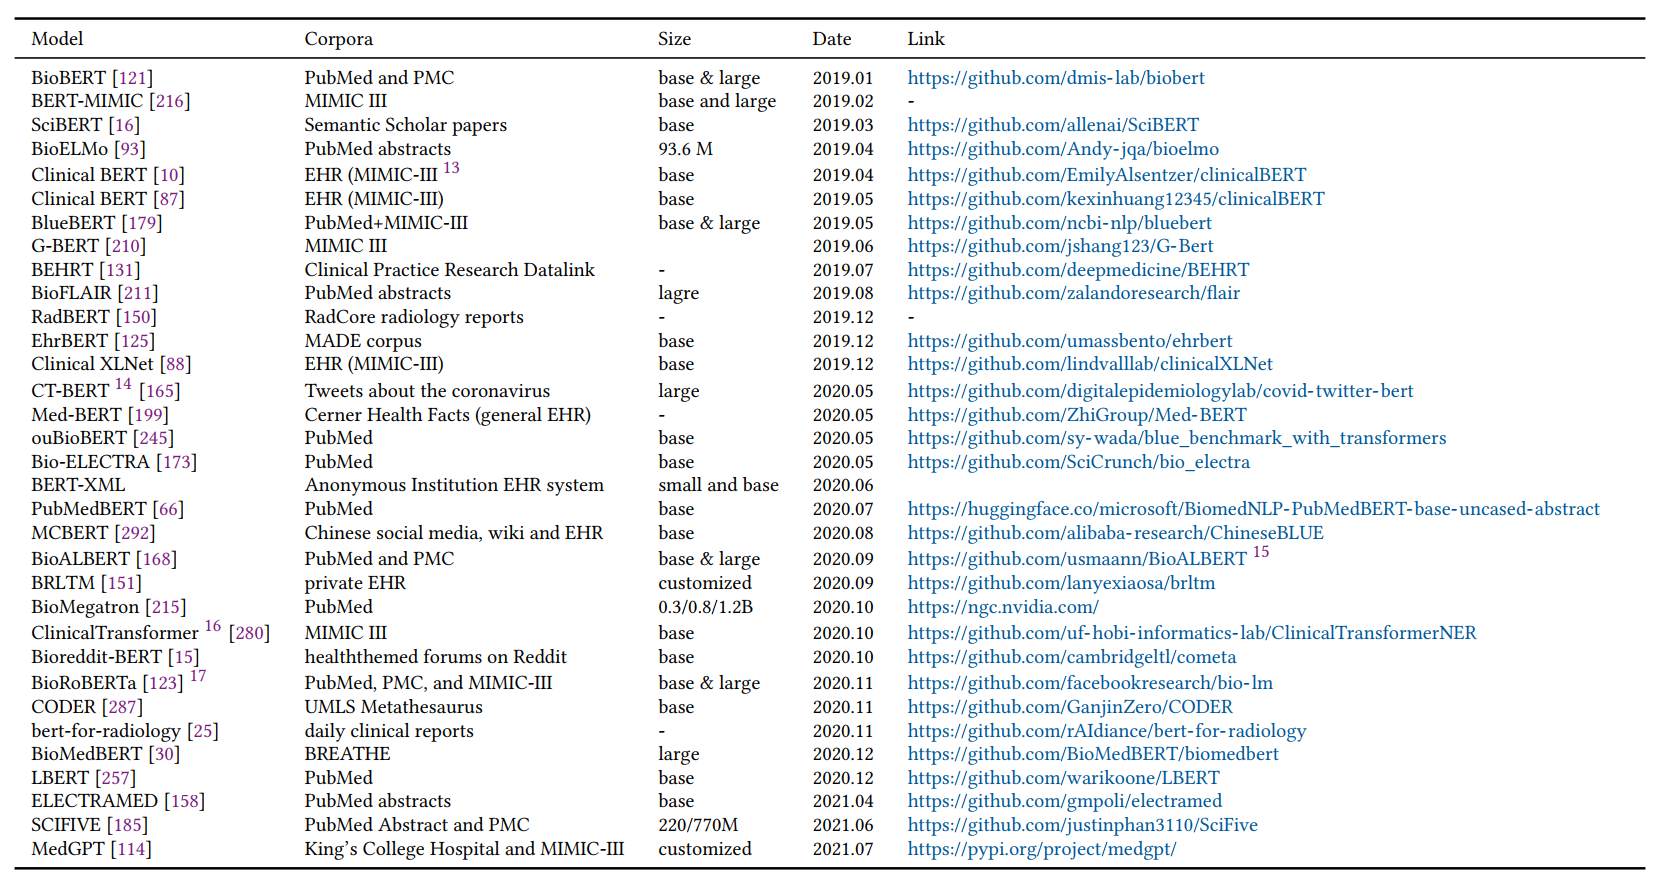 Model Corpora Size Date Link
BioBERT [121] PubMed and PMC base & large 2019.01 https://github.com/dmis-lab/biobert
BERT-MIMIC [216] MIMIC III base and large 2019.02 -
SciBERT [16] Semantic Scholar papers base 2019.03 https://github.com/allenai/SciBERT
BioELMo [93] PubMed abstracts 93.6 M 2019.04 https://github.com/Andy-jqa/bioelmo
Clinical BERT [10] EHR (MIMIC-III 13 base 2019.04 https://github.com/EmilyAlsentzer/clinicalBERT
Clinical BERT [87] EHR (MIMIC-III) base 2019.05 https://github.com/kexinhuang12345/clinicalBERT
BlueBERT [179] PubMed+MIMIC-III base & large 2019.05 https://github.com/ncbi-nlp/bluebert
G-BERT [210] MIMIC III 2019.06 https://github.com/jshang123/G-Bert
BEHRT [131] Clinical Practice Research Datalink - 2019.07 https://github.com/deepmedicine/BEHRT
BioFLAIR [211] PubMed abstracts lagre 2019.08 https://github.com/zalandoresearch/flair
RadBERT [150] RadCore radiology reports - 2019.12 -
EhrBERT [125] MADE corpus base 2019.12 https://github.com/umassbento/ehrbert
Clinical XLNet [88] EHR (MIMIC-III) base 2019.12 https://github.com/lindvalllab/clinicalXLNet
CT-BERT 14 [165] Tweets about the coronavirus large 2020.05 https://github.com/digitalepidemiologylab/covid-twitter-bert
Med-BERT [199] Cerner Health Facts (general EHR) - 2020.05 https://github.com/ZhiGroup/Med-BERT
ouBioBERT [245] PubMed base 2020.05 https://github.com/sy-wada/blue_benchmark_with_transformers
Bio-ELECTRA [173] PubMed base 2020.05 https://github.com/SciCrunch/bio_electra
BERT-XML Anonymous Institution EHR system small and base 2020.06
PubMedBERT [66] PubMed base 2020.07 https://huggingface.co/microsoft/BiomedNLP-PubMedBERT-base-uncased-abstract
MCBERT [292] Chinese social media, wiki and EHR base 2020.08 https://github.com/alibaba-research/ChineseBLUE
BioALBERT [168] PubMed and PMC base & large 2020.09 https://github.com/usmaann/BioALBERT 15
BRLTM [151] private EHR customized 2020.09 https://github.com/lanyexiaosa/brltm
BioMegatron [215] PubMed 0.3/0.8/1.2B 2020.10 https://ngc.nvidia.com/
ClinicalTransformer 16 [280] MIMIC III base 2020.10 https://github.com/uf-hobi-informatics-lab/ClinicalTransformerNER
Bioreddit-BERT [15] healththemed forums on Reddit base 2020.10 https://github.com/cambridgeltl/cometa
BioRoBERTa [123] 17 PubMed, PMC, and MIMIC-III base & large 2020.11 https://github.com/facebookresearch/bio-lm
CODER [287] UMLS Metathesaurus base 2020.11 https://github.com/GanjinZero/CODER
bert-for-radiology [25] daily clinical reports - 2020.11 https://github.com/rAIdiance/bert-for-radiology
BioMedBERT [30] BREATHE large 2020.12 https://github.com/BioMedBERT/biomedbert
LBERT [257] PubMed base 2020.12 https://github.com/warikoone/LBERT
ELECTRAMED [158] PubMed abstracts base 2021.04 https://github.com/gmpoli/electramed
SCIFIVE [185] PubMed Abstract and PMC 220/770M 2021.06 https://github.com/justinphan3110/SciFive
MedGPT [114] King's College Hospital and MIMIC-III customized 2021.07 https://pypi.org/project/medgpt/